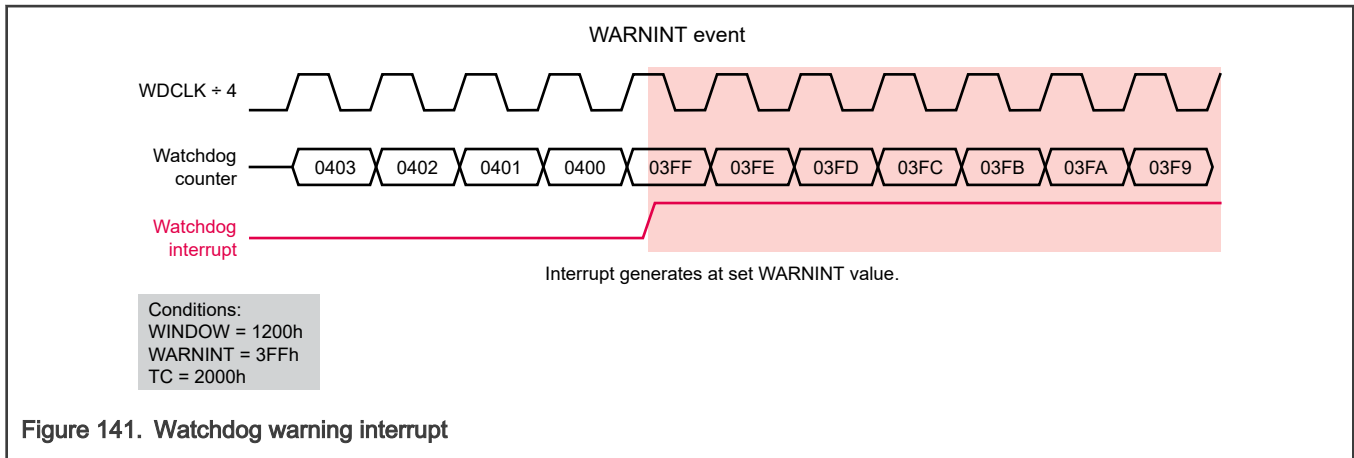 WARNINT event
WDCLK ÷ 4
Watchdog
counter
0403 0402 0401 0400 03FF 03FE 03FD 03FC 03FB 03FA 03F9
Watchdog
interrupt
Interrupt generates at set WARNINT value.
Conditions:
WINDOW = 1200h
WARNINT = 3FFh
TC = 2000h
Figure 141. Watchdog warning interrupt